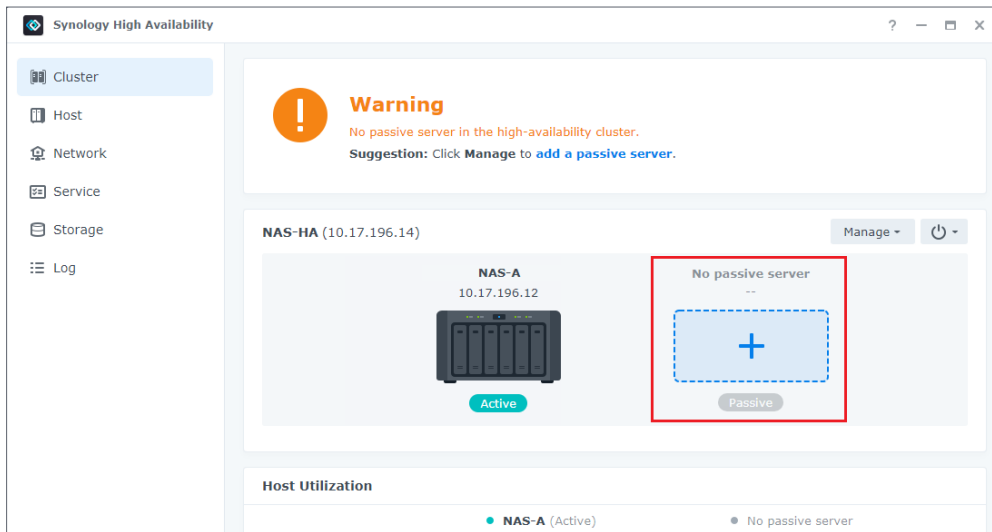 Synology High Availability
Cluster
Host
Network
Service
Storage
Log
Warning
No passive server in the high-availability cluster.
Suggestion: Click Manage to add a passive server.
NAS-HA (10.17.196.14)
Manage
NAS-A
10.17.196.12
Active
No passive server
--
Passive
Host Utilization
NAS-A (Active)
No passive server